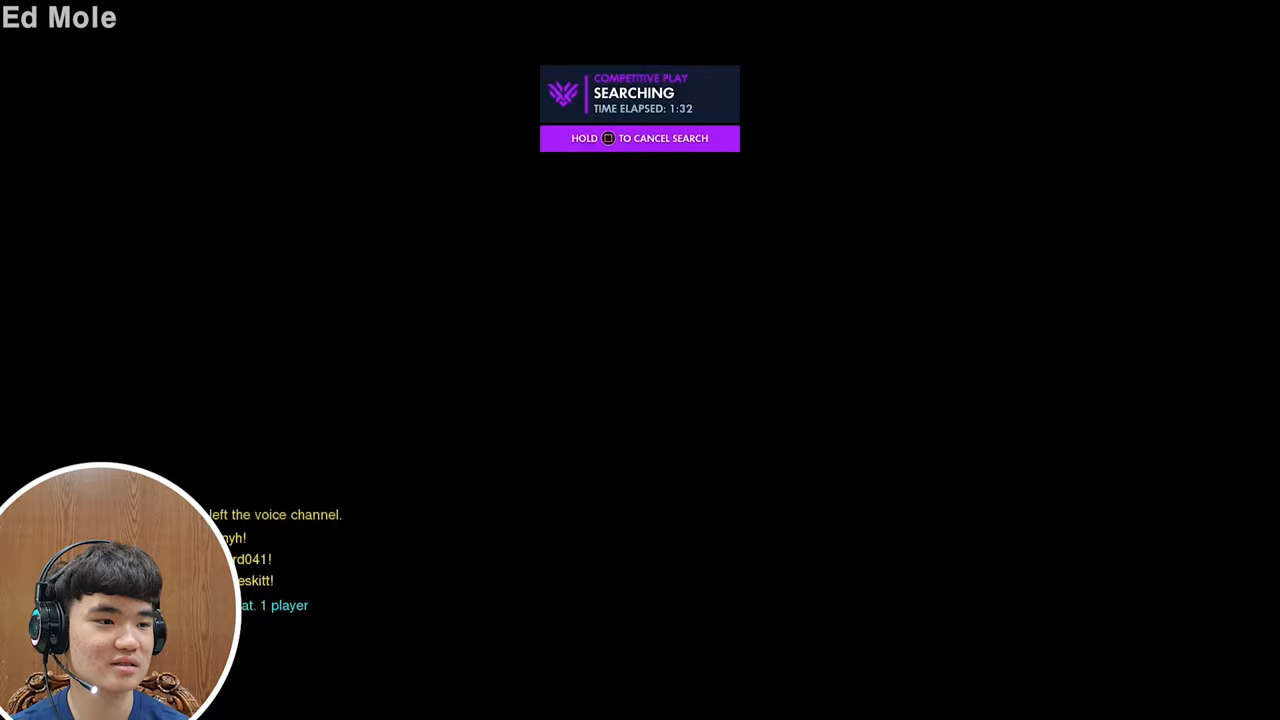 Ed Mole
COMPETITIVE PLAY
SEARCHING
TIME ELAPSED: 1:32
HOLD TO CANCEL SEARCH
left the voice channel.
1 player